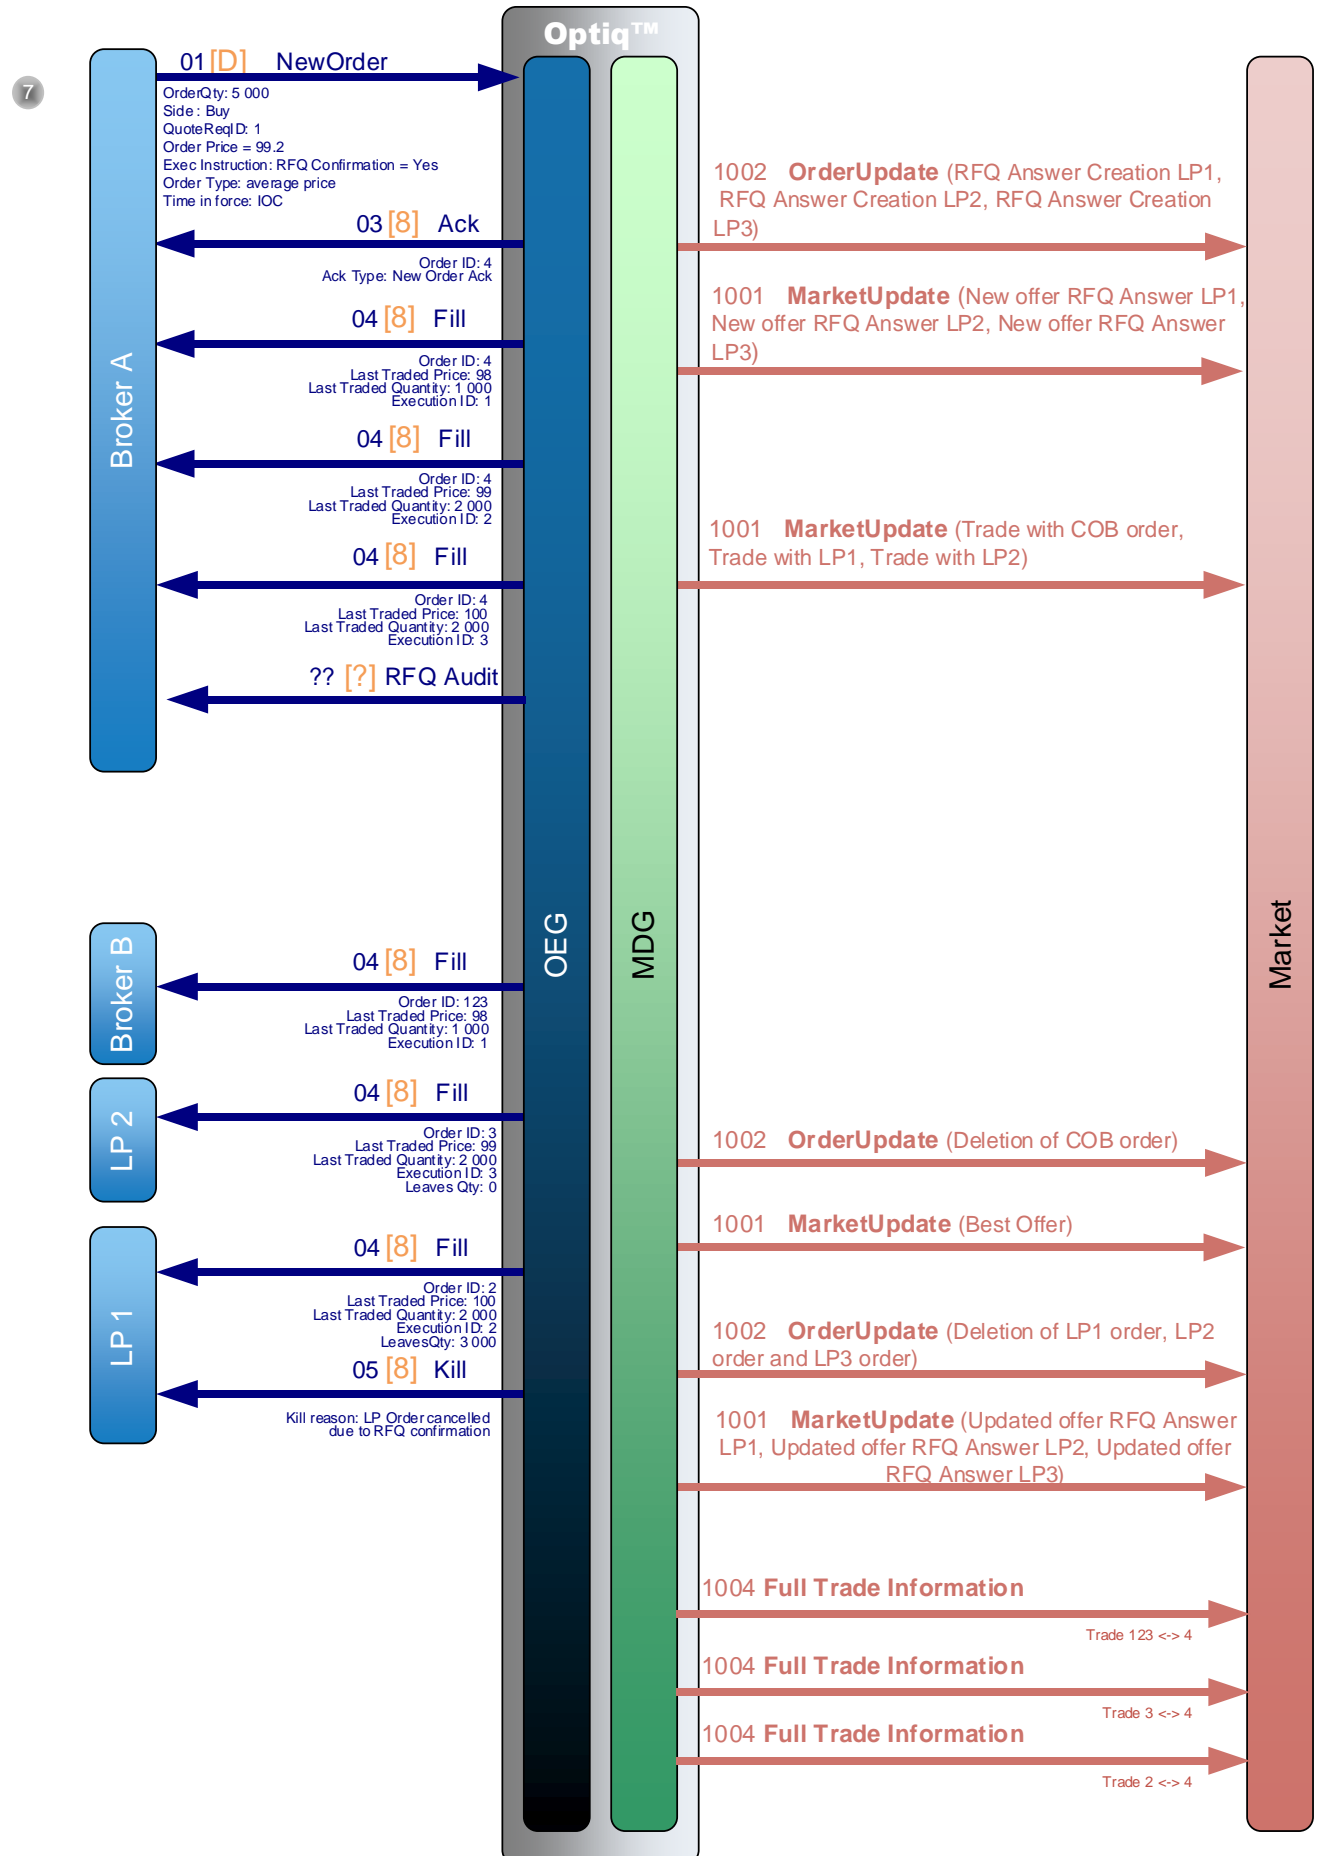 Optiq™
7
01 [D] NewOrder
OrderQty: 5 000
Side : Buy
QuoteReqID: 1
Order Price = 99.2
Exec Instruction: RFQ Confirmation = Yes
Order Type: average price
Time in force: IOC
03 [8] Ack
Order ID: 4
Ack Type: New Order Ack
04 [8] Fill
Order ID: 4
Last Traded Price: 98
Last Traded Quantity: 1 000
Execution ID: 1
04 [8] Fill
Order ID: 4
Last Traded Price: 99
Last Traded Quantity: 2 000
Execution ID: 2
04 [8] Fill
Order ID: 4
Last Traded Price: 100
Last Traded Quantity: 2 000
Execution ID: 3
?? [?] RFQ Audit
Broker A
Broker B
04 [8] Fill
Order ID: 123
Last Traded Price: 98
Last Traded Quantity: 1 000
Execution ID: 1
LP 2
04 [8] Fill
Order ID: 3
Last Traded Price: 99
Last Traded Quantity: 2 000
Execution ID: 3
Leaves Qty: 0
LP 1
04 [8] Fill
Order ID: 2
Last Traded Price: 100
Last Traded Quantity: 2 000
Execution ID: 2
LeavesQty: 3 000
05 [8] Kill
Kill reason: LP Order cancelled
due to RFQ confirmation
OEG
MDG
1002 OrderUpdate (RFQ Answer Creation LP1,
RFQ Answer Creation LP2, RFQ Answer Creation
LP3)
1001 MarketUpdate (New offer RFQ Answer LP1,
New offer RFQ Answer LP2, New offer RFQ Answer
LP3)
1001 MarketUpdate (Trade with COB order,
Trade with LP1, Trade with LP2)
1002 OrderUpdate (Deletion of COB order)
1001 MarketUpdate (Best Offer)
1002 OrderUpdate (Deletion of LP1 order, LP2
order and LP3 order)
1001 MarketUpdate (Updated offer RFQ Answer
LP1, Updated offer RFQ Answer LP2, Updated offer
RFQ Answer LP3)
1004 Full Trade Information
Trade 123 <-> 4
1004 Full Trade Information
Trade 3 <-> 4
1004 Full Trade Information
Trade 2 <-> 4
Market